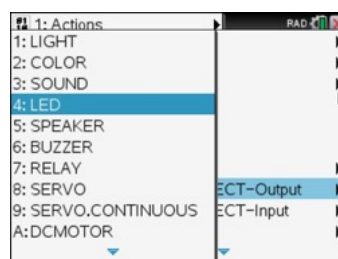 1: Actions
RAD
1: LIGHT
2: COLOR
3: SOUND
4: LED
5: SPEAKER
6: BUZZER
7: RELAY
8: SERVO
ECT-Output
9: SERVO.CONTINUOUS
ECT-Input
A:DCMOTOR